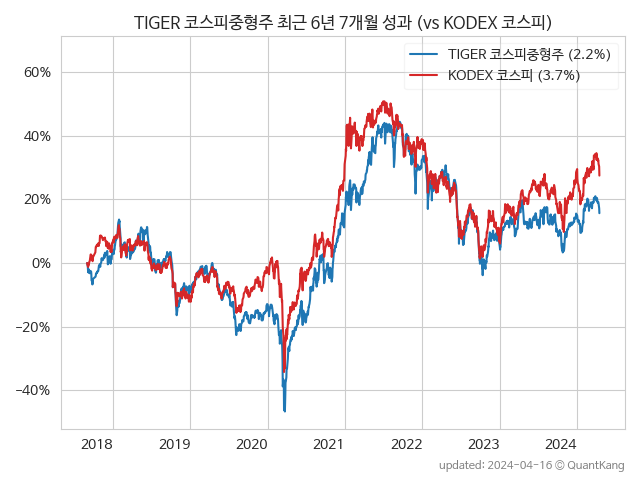 TIGER 코스피중형주 최근 6년 7개월 성과 (vs KODEX 코스피)
TIGER 코스피중형주 (2.2%)
KODEX 코스피 (3.7%)
60%
40%
20%
0%
−20%
−40%
2018 2019 2020 2021 2022 2023 2024
updated: 2024-04-16 © QuantKang